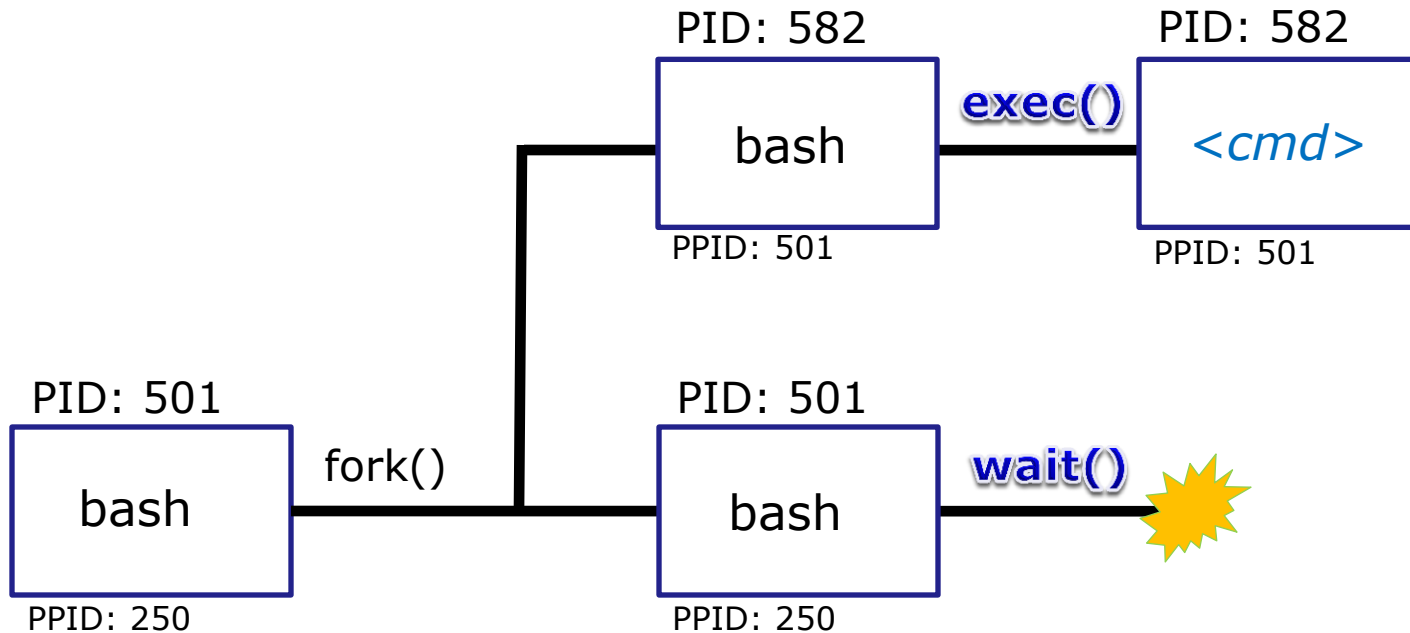 PID: 582
PID: 582
bash
exec()
<cmd>
PPID: 501
PPID: 501
PID: 501
PID: 501
bash
fork()
bash
wait()
PPID: 250
PPID: 250